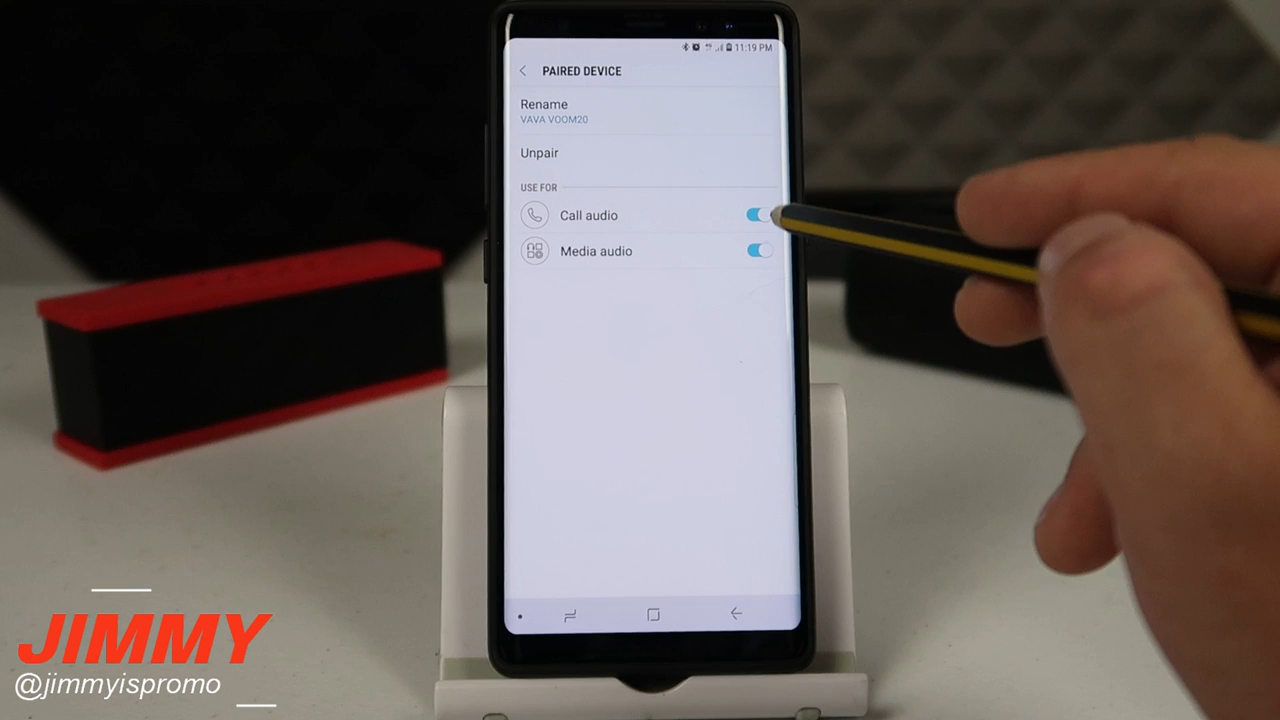 11:19 PM
PAIRED DEVICE
Rename
VAVA VOOM20
Unpair
USE FOR
Call audio
Media audio
JIMMY
@jimmyispromo